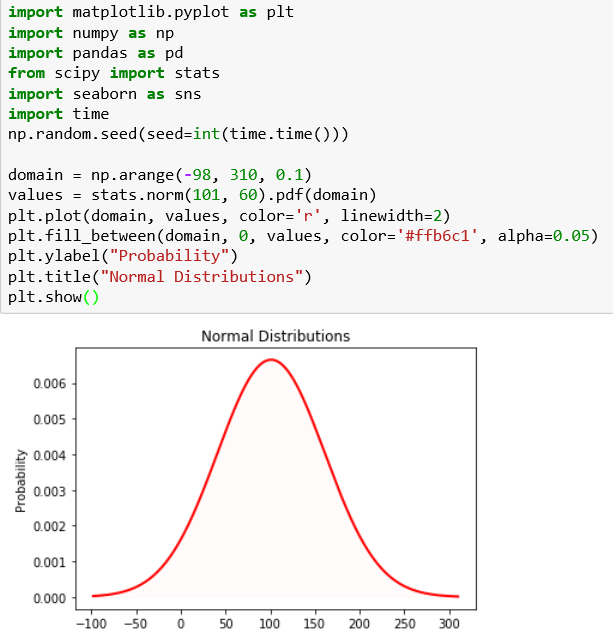 import matplotlib.pyplot as plt
import numpy as np
import pandas as pd
from scipy import stats
import seaborn as sns
import time
np.random.seed(seed=int(time.time()))
domain = np.arange(-98, 310, 0.1)
values = stats.norm(101, 60).pdf(domain)
plt.plot(domain, values, color='r', linewidth=2)
plt.fill_between(domain, 0, values, color='#ffb6c1', alpha=0.05)
plt.ylabel("Probability")
plt.title("Normal Distributions")
plt.show()
Normal Distributions
Probability
0.006
0.005
0.004
0.003
0.002
0.001
0.000
−100 −50 0 50 100 150 200 250 300